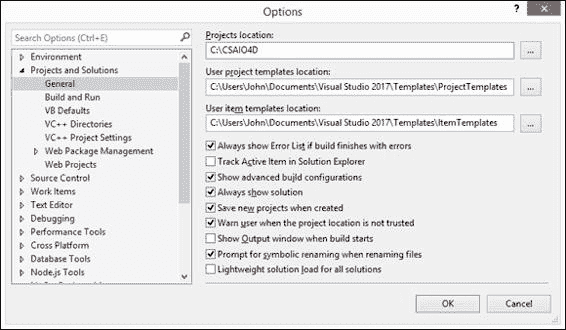 Options
?
Search Options (Ctrl+E)
Environment
Projects and Solutions
General
Build and Run
VB Defaults
VC++ Directories
VC++ Project Settings
Web Package Management
Web Projects
Source Control
Work Items
Text Editor
Debugging
Performance Tools
Cross Platform
Database Tools
Node.js Tools
Projects location:
C:\CSAIO4D
...
User project templates location:
C:\Users\John\Documents\Visual Studio 2017\Templates\ProjectTemplates
...
User item templates location:
C:\Users\John\Documents\Visual Studio 2017\Templates\ItemTemplates
...
Always show Error List if build finishes with errors
Track Active Item in Solution Explorer
Show advanced build configurations
Always show solution
Save new projects when created
Warn user when the project location is not trusted
Show Output window when build starts
Prompt for symbolic renaming when renaming files
Lightweight solution load for all solutions
OK
Cancel